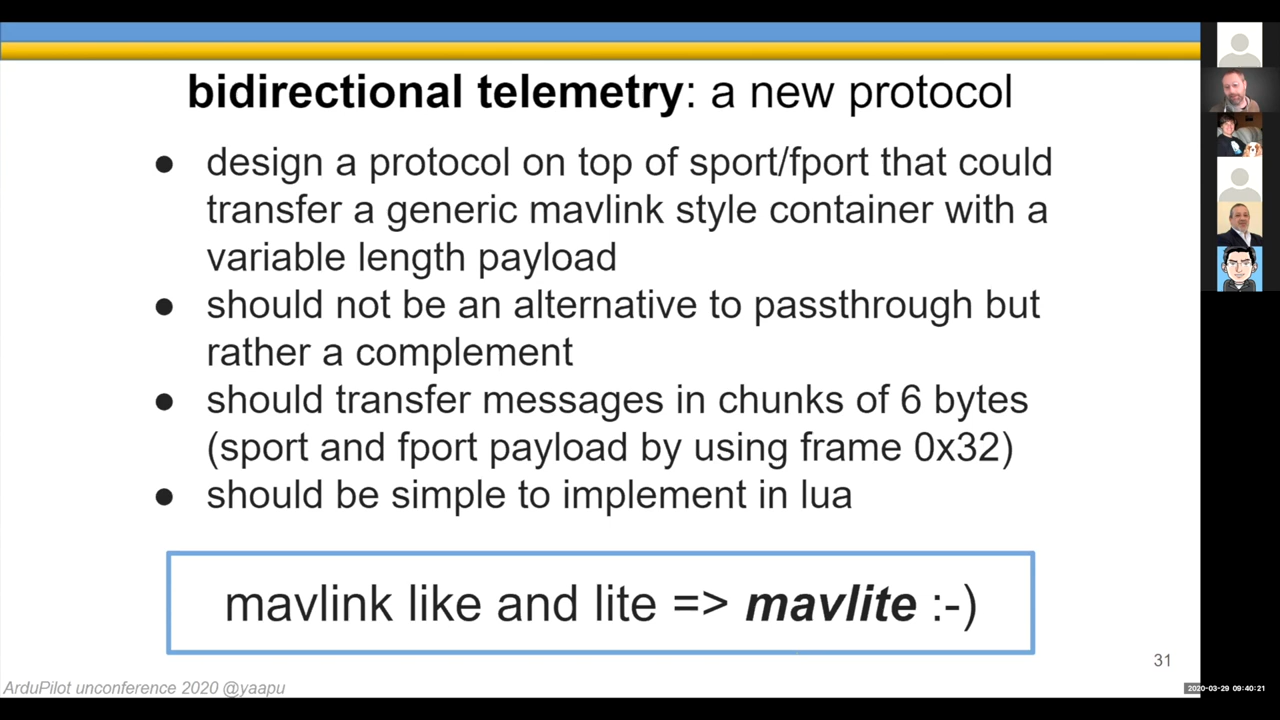 bidirectional telemetry: a new protocol
● design a protocol on top of sport/fport that could
transfer a generic mavlink style container with a
variable length payload
● should not be an alternative to passthrough but
rather a complement
● should transfer messages in chunks of 6 bytes
(sport and fport payload by using frame 0x32)
● should be simple to implement in lua
mavlink like and lite => mavlite :-)
31
ArduPilot unconference 2020 @yaapu
2020-03-29 09:40:21